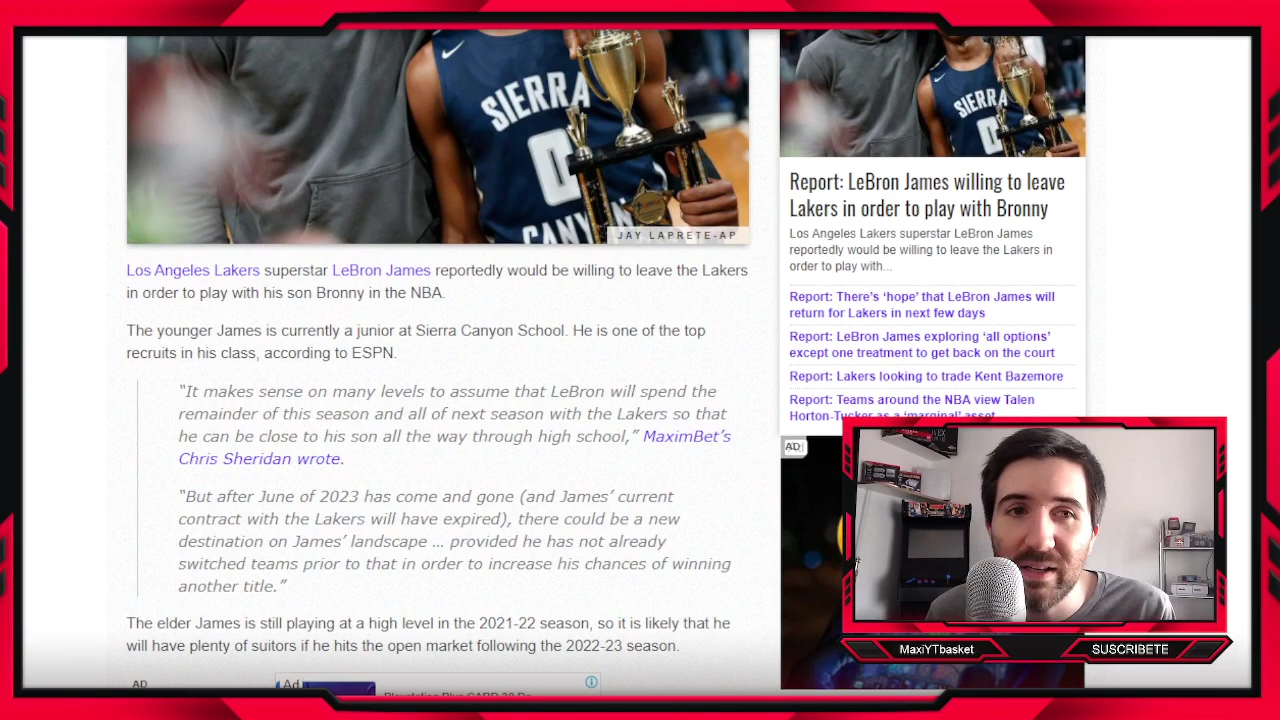 SIERRA
0
CANYON
JAY LAPRETE-AP
Los Angeles Lakers superstar LeBron James reportedly would be willing to leave the Lakers
in order to play with his son Bronny in the NBA.
The younger James is currently a junior at Sierra Canyon School. He is one of the top
recruits in his class, according to ESPN.
“It makes sense on many levels to assume that LeBron will spend the
remainder of this season and all of next season with the Lakers so that
he can be close to his son all the way through high school,” MaximBet’s
Chris Sheridan wrote.
“But after June of 2023 has come and gone (and James’ current
contract with the Lakers will have expired), there could be a new
destination on James’ landscape … provided he has not already
switched teams prior to that in order to increase his chances of winning
another title.”
The elder James is still playing at a high level in the 2021-22 season, so it is likely that he
will have plenty of suitors if he hits the open market following the 2022-23 season.
AD
Ad
SIERRA
0
Report: LeBron James willing to leave
Lakers in order to play with Bronny
Los Angeles Lakers superstar LeBron James
reportedly would be willing to leave the Lakers in
order to play with...
Report: There’s ‘hope’ that LeBron James will
return for Lakers in next few days
Report: LeBron James exploring ‘all options’
except one treatment to get back on the court
Report: Lakers looking to trade Kent Bazemore
Report: Teams around the NBA view Talen
Horton-Tucker as a ‘marginal’ asset
AD
MaxiYTbasket
SUSCRIBETE